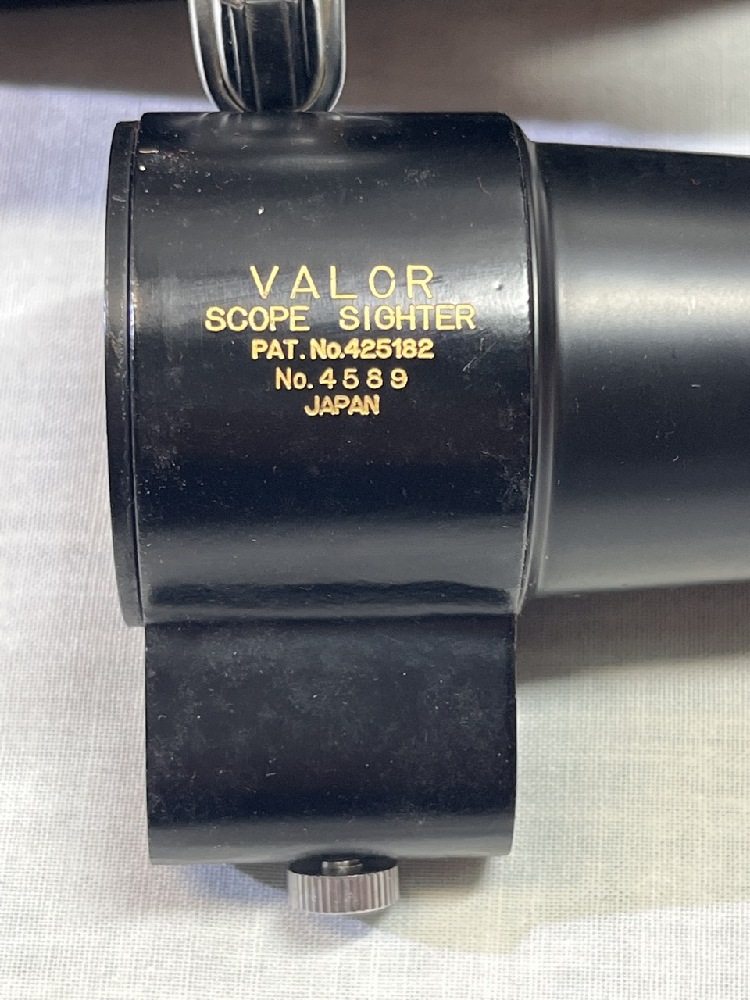 VALOR
SCOPE SIGHTER
PAT. No.425182
No.4589
JAPAN